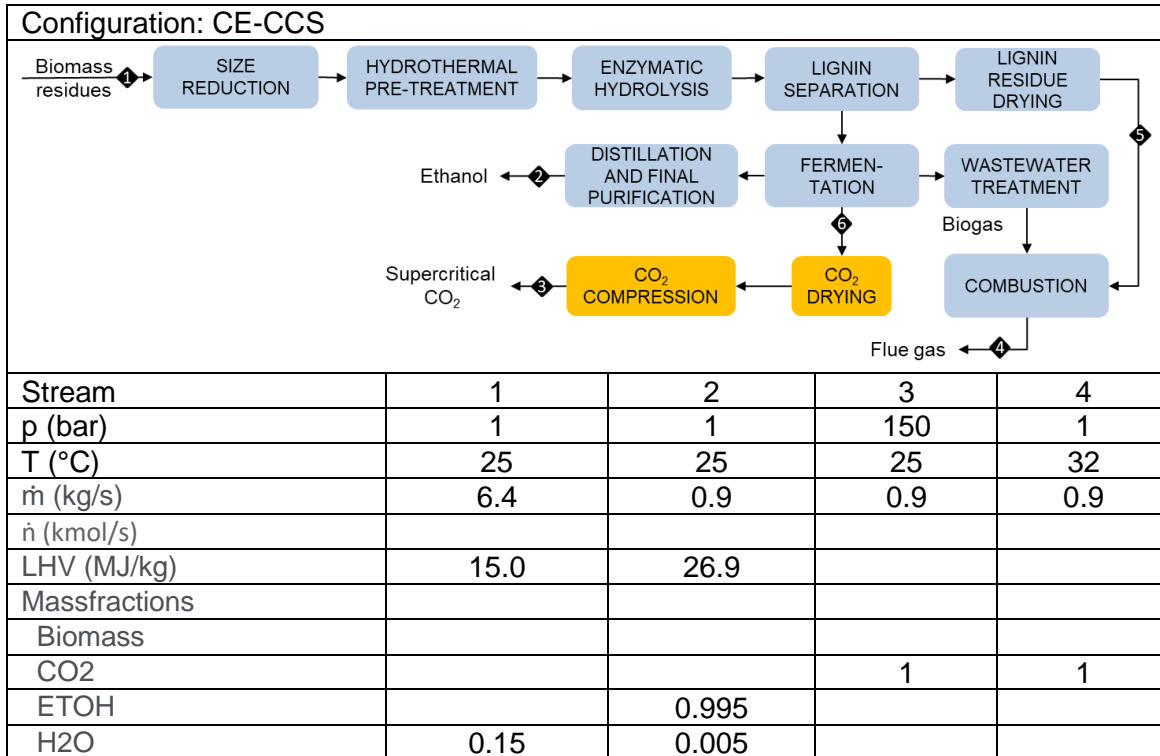 Configuration: CE-CCS
Biomass
residues
1
SIZE
REDUCTION
HYDROTHERMAL
PRE-TREATMENT
ENZYMATIC
HYDROLYSIS
LIGNIN
SEPARATION
LIGNIN
RESIDUE
DRYING
5
Ethanol
2
DISTILLATION
AND FINAL
PURIFICATION
FERMEN-
TATION
WASTEWATER
TREATMENT
6
Biogas
Supercritical
CO2
3
CO2
COMPRESSION
CO2
DRYING
COMBUSTION
Flue gas
4
Stream 1 2 3 4
p (bar) 1 1 150 1
T (°C) 25 25 25 32
ṁ (kg/s) 6.4 0.9 0.9 0.9
ṅ (kmol/s)
LHV (MJ/kg) 15.0 26.9
Massfractions
Biomass
CO2 1 1
ETOH 0.995
H2O 0.15 0.005